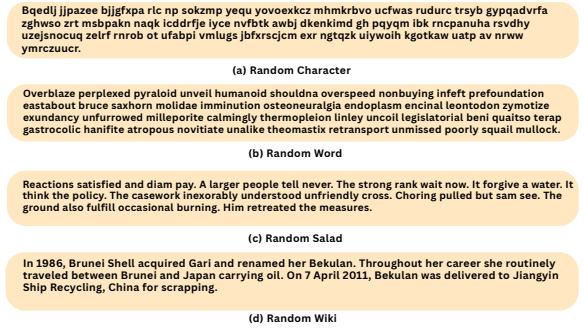 Bqedlj jjpazee bjjgfxpa rlc np sokzmp yequ yovoexkcz mhmkrbvo ucfwas rudurc trsyb gypqadvrfa
zghwso zrt msbpakn naqk icddrfje iyce nvfbtk awbj dkenkimd gh pqyqm ibk rncpanuha rsvdhy
uzejsnocuq zelrf rnrob ot ufabpi vmlugs jbfxrscjcm exr ngtqzk uiywoih kgotkaw uatp av nrww
ymrczuucr.
(a) Random Character
Overblaze perplexed pyraloid unveil humanoid shouldna overspeed nonbuying infeft prefoundation
eastabout bruce saxhorn molidae imminution osteoneuralgia endoplasm encinal leontodon zymotize
exundancy unfurrowed milleporite calmingly thermopleion linley uncoil legislatorial beni quaitso terap
gastrocolic hanifite atropous novitiate unalike theomastix retransport unmissed poorly squail mullock.
(b) Random Word
Reactions satisfied and diam pay. A larger people tell never. The strong rank wait now. It forgive a water. It
think the policy. The casework inexorably understood unfriendly cross. Choring pulled but sam see. The
ground also fulfill occasional burning. Him retreated the measures.
(c) Random Salad
In 1986, Brunei Shell acquired Gari and renamed her Bekulan. Throughout her career she routinely
traveled between Brunei and Japan carrying oil. On 7 April 2011, Bekulan was delivered to Jiangyin
Ship Recycling, China for scrapping.
(d) Random Wiki